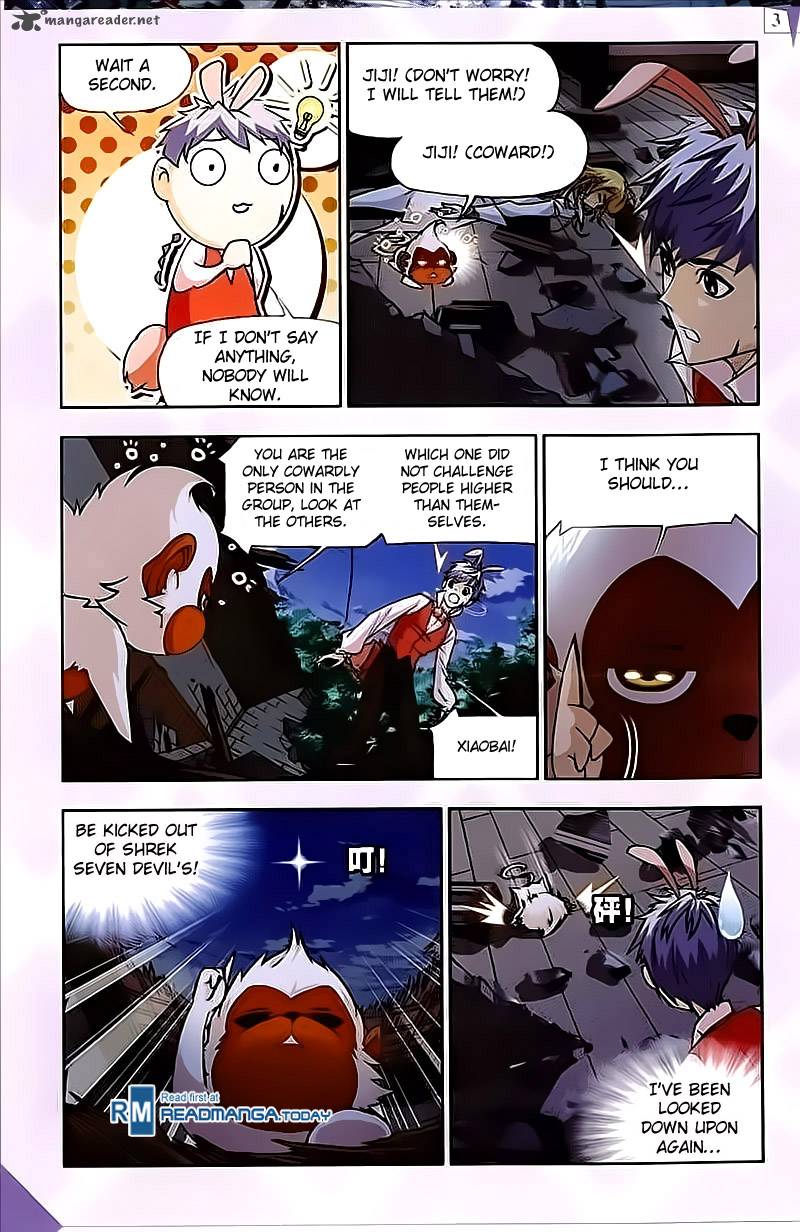 mangareader.net
3
WAIT A
SECOND.
IF I DON'T SAY
ANYTHING,
NOBODY WILL
KNOW.
JIJI! (DON'T WORRY!
I WILL TELL THEM!)
JIJI! (COWARD!)
YOU ARE THE
ONLY COWARDLY
PERSON IN THE
GROUP, LOOK AT
THE OTHERS.
WHICH ONE DID
NOT CHALLENGE
PEOPLE HIGHER
THAN THEM-
SELVES.
XIAOBAI!
I THINK YOU
SHOULD...
BE KICKED OUT
OF SHREK
SEVEN DEVIL'S!
叮!
砰!
I'VE BEEN
LOOKED
DOWN UPON
AGAIN...
RM
Read first at
READMANGA.TODAY